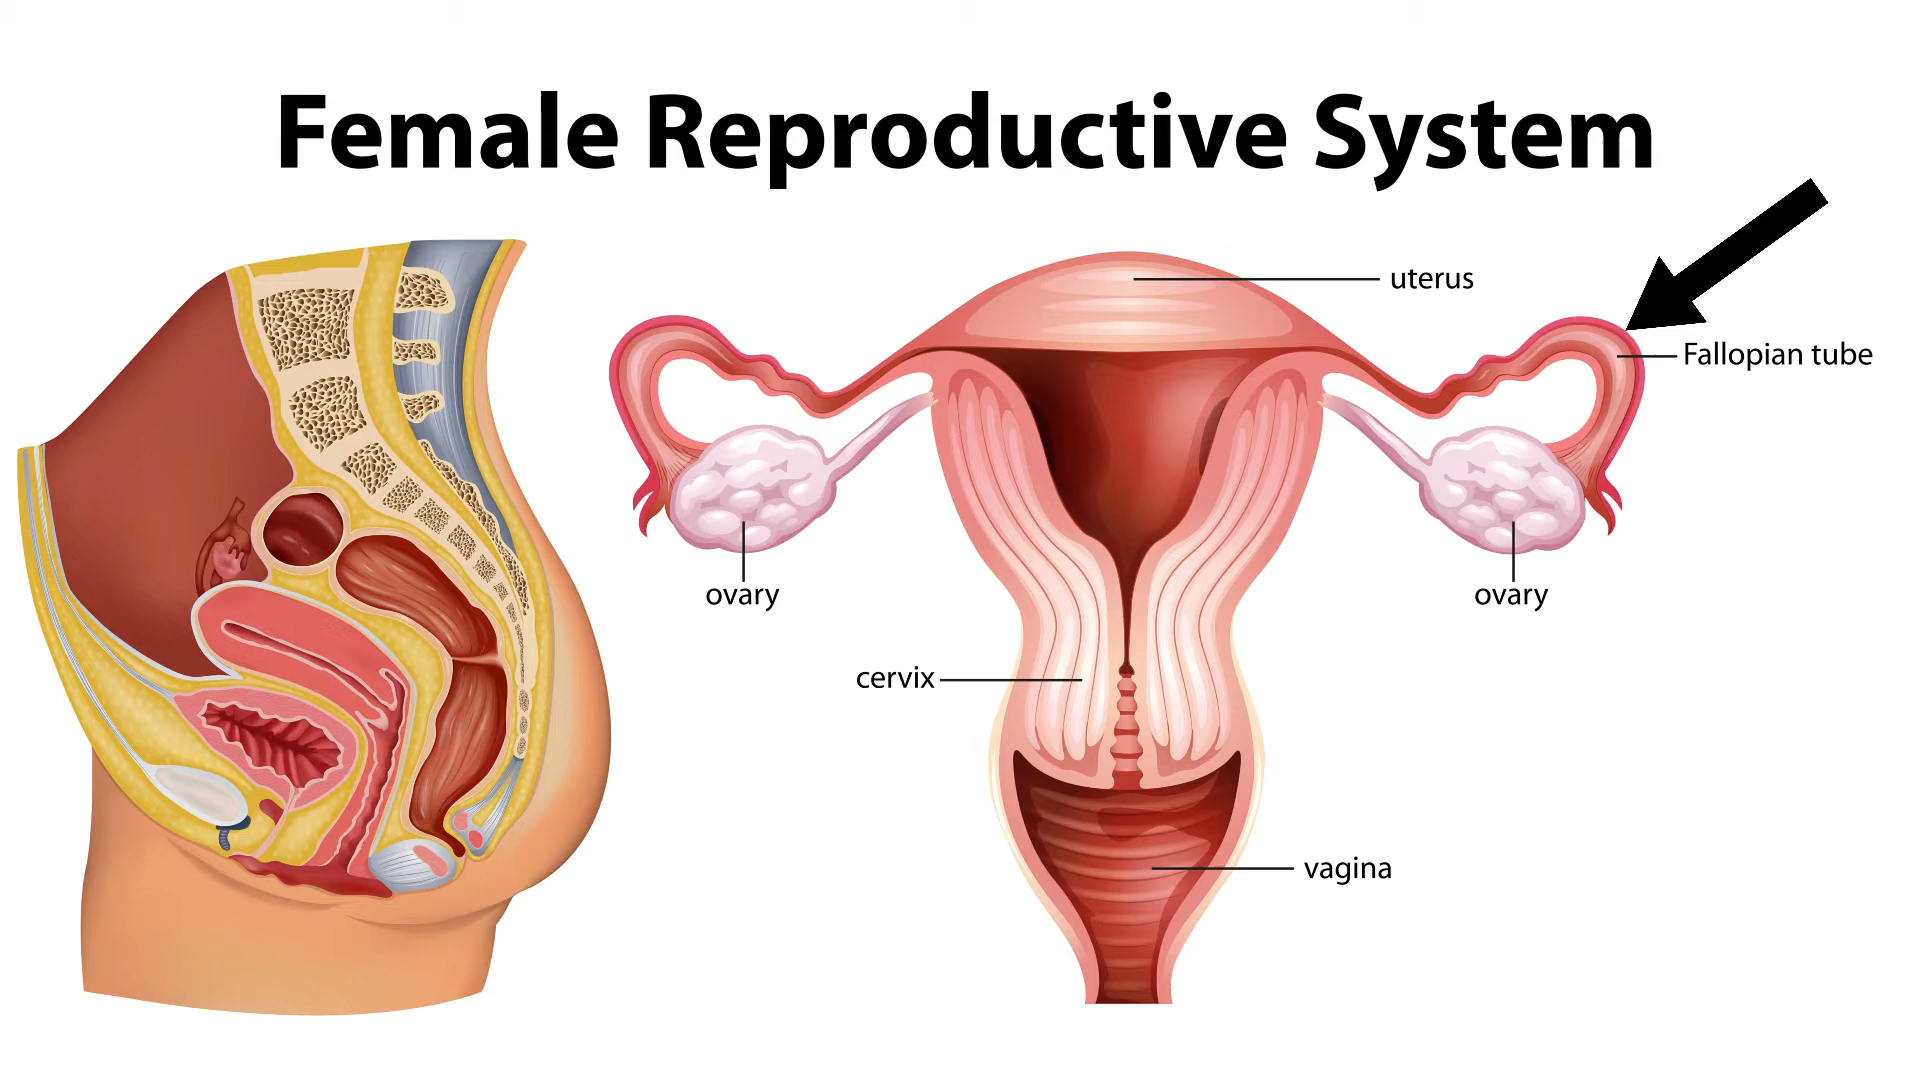 Female Reproductive System
uterus
Fallopian tube
ovary
ovary
cervix
vagina